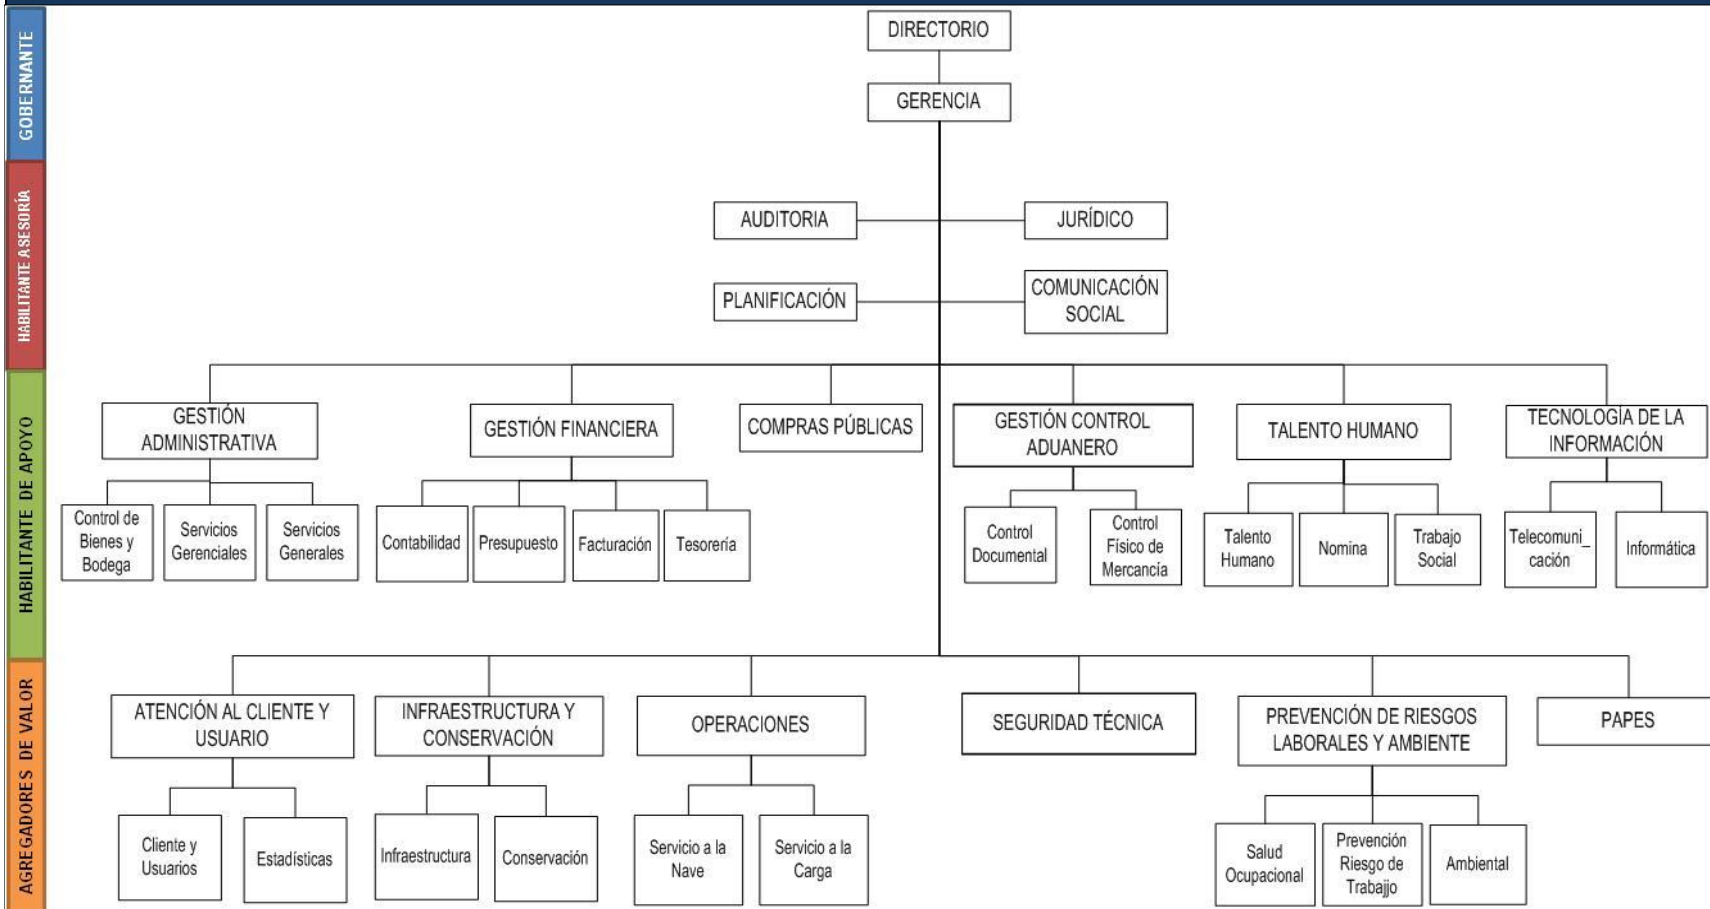 GOBERNANTE
DIRECTORIO
GERENCIA
HABILITANTE ASESORÍA
AUDITORIA
JURÍDICO
PLANIFICACIÓN
COMUNICACIÓN
SOCIAL
HABILITANTE DE APOYO
GESTIÓN
ADMINISTRATIVA
GESTIÓN FINANCIERA
COMPRAS PÚBLICAS
GESTIÓN CONTROL
ADUANERO
TALENTO HUMANO
TECNOLOGÍA DE LA
INFORMACIÓN
Control de
Bienes y
Bodega
Servicios
Gerenciales
Servicios
Generales
Contabilidad
Presupuesto
Facturación
Tesorería
Control
Documental
Control
Físico de
Mercancía
Talento
Humano
Nomina
Trabajo
Social
Telecomuni_
cación
Informática
AGREGADORES DE VALOR
ATENCIÓN AL CLIENTE Y
USUARIO
INFRAESTRUCTURA Y
CONSERVACIÓN
OPERACIONES
SEGURIDAD TÉCNICA
PREVENCIÓN DE RIESGOS
LABORALES Y AMBIENTE
PAPES
Cliente y
Usuarios
Estadísticas
Infraestructura
Conservación
Servicio a la
Nave
Servicio a la
Carga
Salud
Ocupacional
Prevención
Riesgo de
Trabajjo
Ambiental